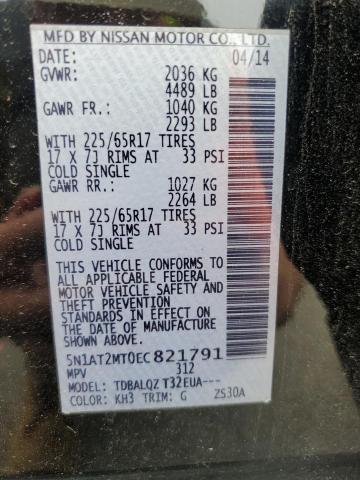 MFD BY NISSAN MOTOR CO., LTD.
DATE: 04/14
GVWR: 2036 KG
4489 LB
GAWR FR.: 1040 KG
2293 LB
WITH 225/65R17 TIRES
17 X 7J RIMS AT 33 PSI
COLD SINGLE
GAWR RR.: 1027 KG
2264 LB
WITH 225/65R17 TIRES
17 X 7J RIMS AT 33 PSI
COLD SINGLE
THIS VEHICLE CONFORMS TO
ALL APPLICABLE FEDERAL
MOTOR VEHICLE SAFETY AND
THEFT PREVENTION
STANDARDS IN EFFECT ON
THE DATE OF MANUFACTURE
SHOWN ABOVE.
5N1AT2MT0EC821791
MPV 312
MODEL: TDBALQZ T32EUA---
COLOR: KH3 TRIM: G ZS30A